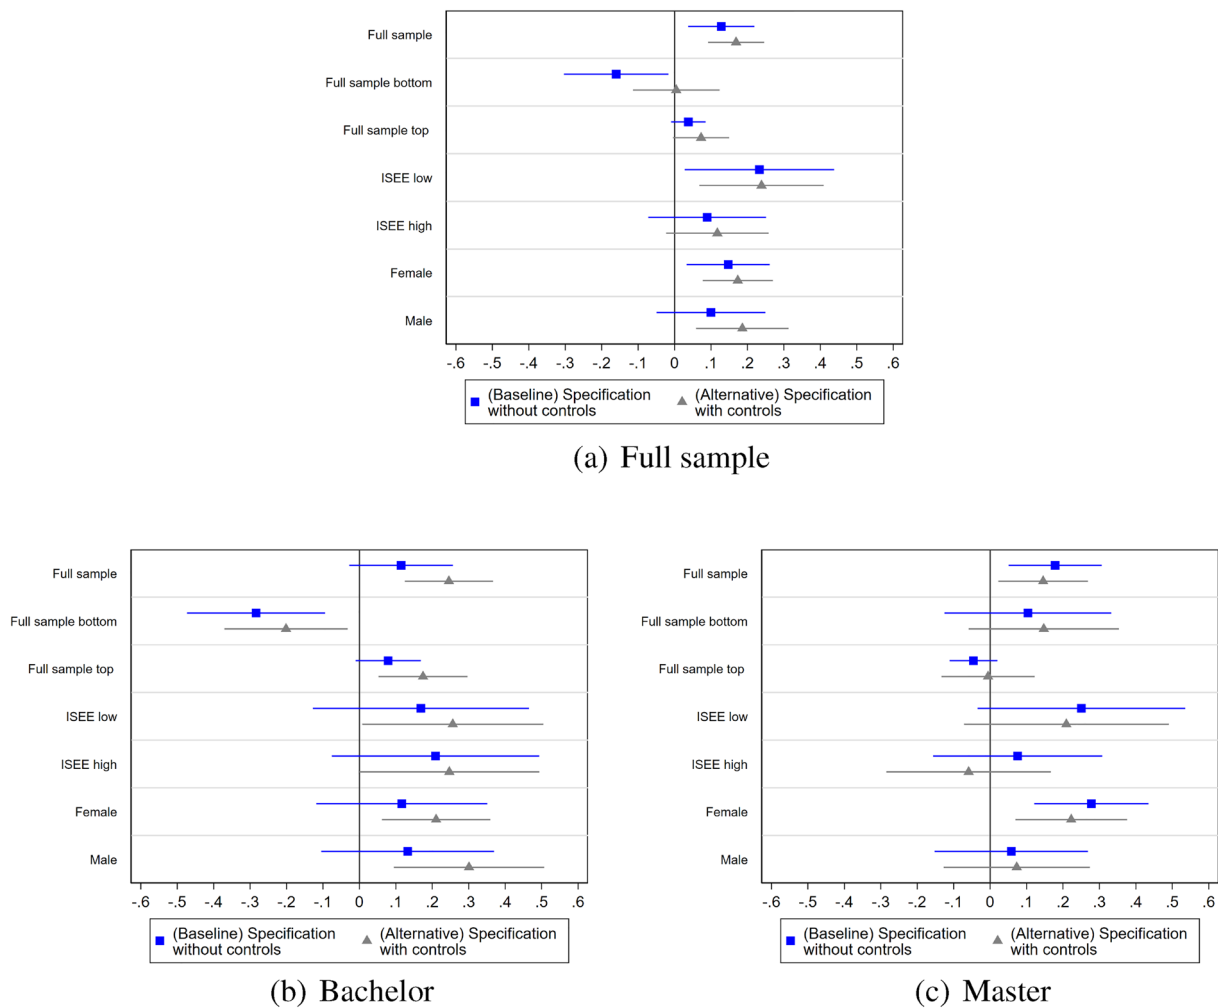 Full sample
Full sample bottom
Full sample top
ISEE low
ISEE high
Female
Male
-.6 -.5 -.4 -.3 -.2 -.1 0 .1 .2 .3 .4 .5 .6
(Baseline) Specification
without controls
(Alternative) Specification
with controls
(a) Full sample
Full sample
Full sample bottom
Full sample top
ISEE low
ISEE high
Female
Male
-.6 -.5 -.4 -.3 -.2 -.1 0 .1 .2 .3 .4 .5 .6
(Baseline) Specification
without controls
(Alternative) Specification
with controls
(b) Bachelor
Full sample
Full sample bottom
Full sample top
ISEE low
ISEE high
Female
Male
-.6 -.5 -.4 -.3 -.2 -.1 0 .1 .2 .3 .4 .5 .6
(Baseline) Specification
without controls
(Alternative) Specification
with controls
(c) Master